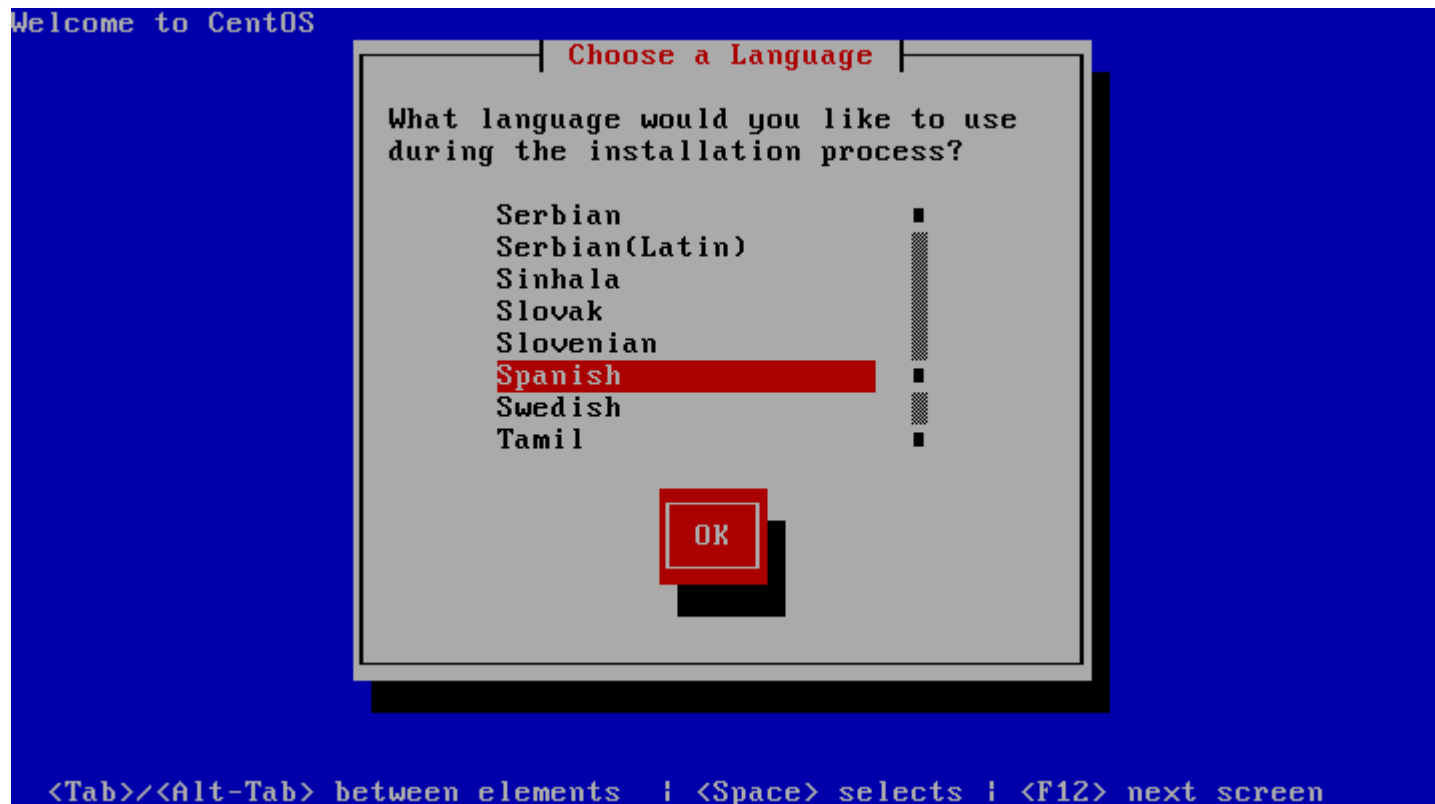 Welcome to CentOS
Choose a Language
What language would you like to use
during the installation process?
Serbian
Serbian(Latin)
Sinhala
Slovak
Slovenian
Spanish
Swedish
Tamil
OK
<Tab>/<Alt-Tab> between elements | <Space> selects | <F12> next screen